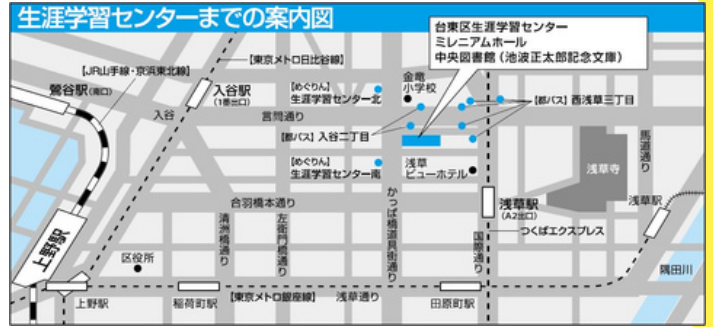 生涯学習センターまでの案内図
台東区生涯学習センター
ミレニアムホール
中央図書館(池波正太郎記念文庫)
【東京メトロ日比谷線】
【JR山手線・京浜東北線】
鶯谷駅(南口)
入谷駅
(1番出口)
入谷
【めぐりん】
生涯学習センター北
金竜
小学校
【都バス】西浅草三丁目
言問通り
【都バス】入谷二丁目
馬道通り
【めぐりん】
生涯学習センター南
浅草
ビューホテル
浅草寺
合羽橋本通り
かっぱ橋道具街通り
浅草駅
(A2出口)
浅草駅
清洲橋通り
左衛門橋通り
国際通り
つくばエクスプレス
上野駅
区役所
隅田川
上野駅
稲荷町駅
【東京メトロ銀座線】
浅草通り
田原町駅